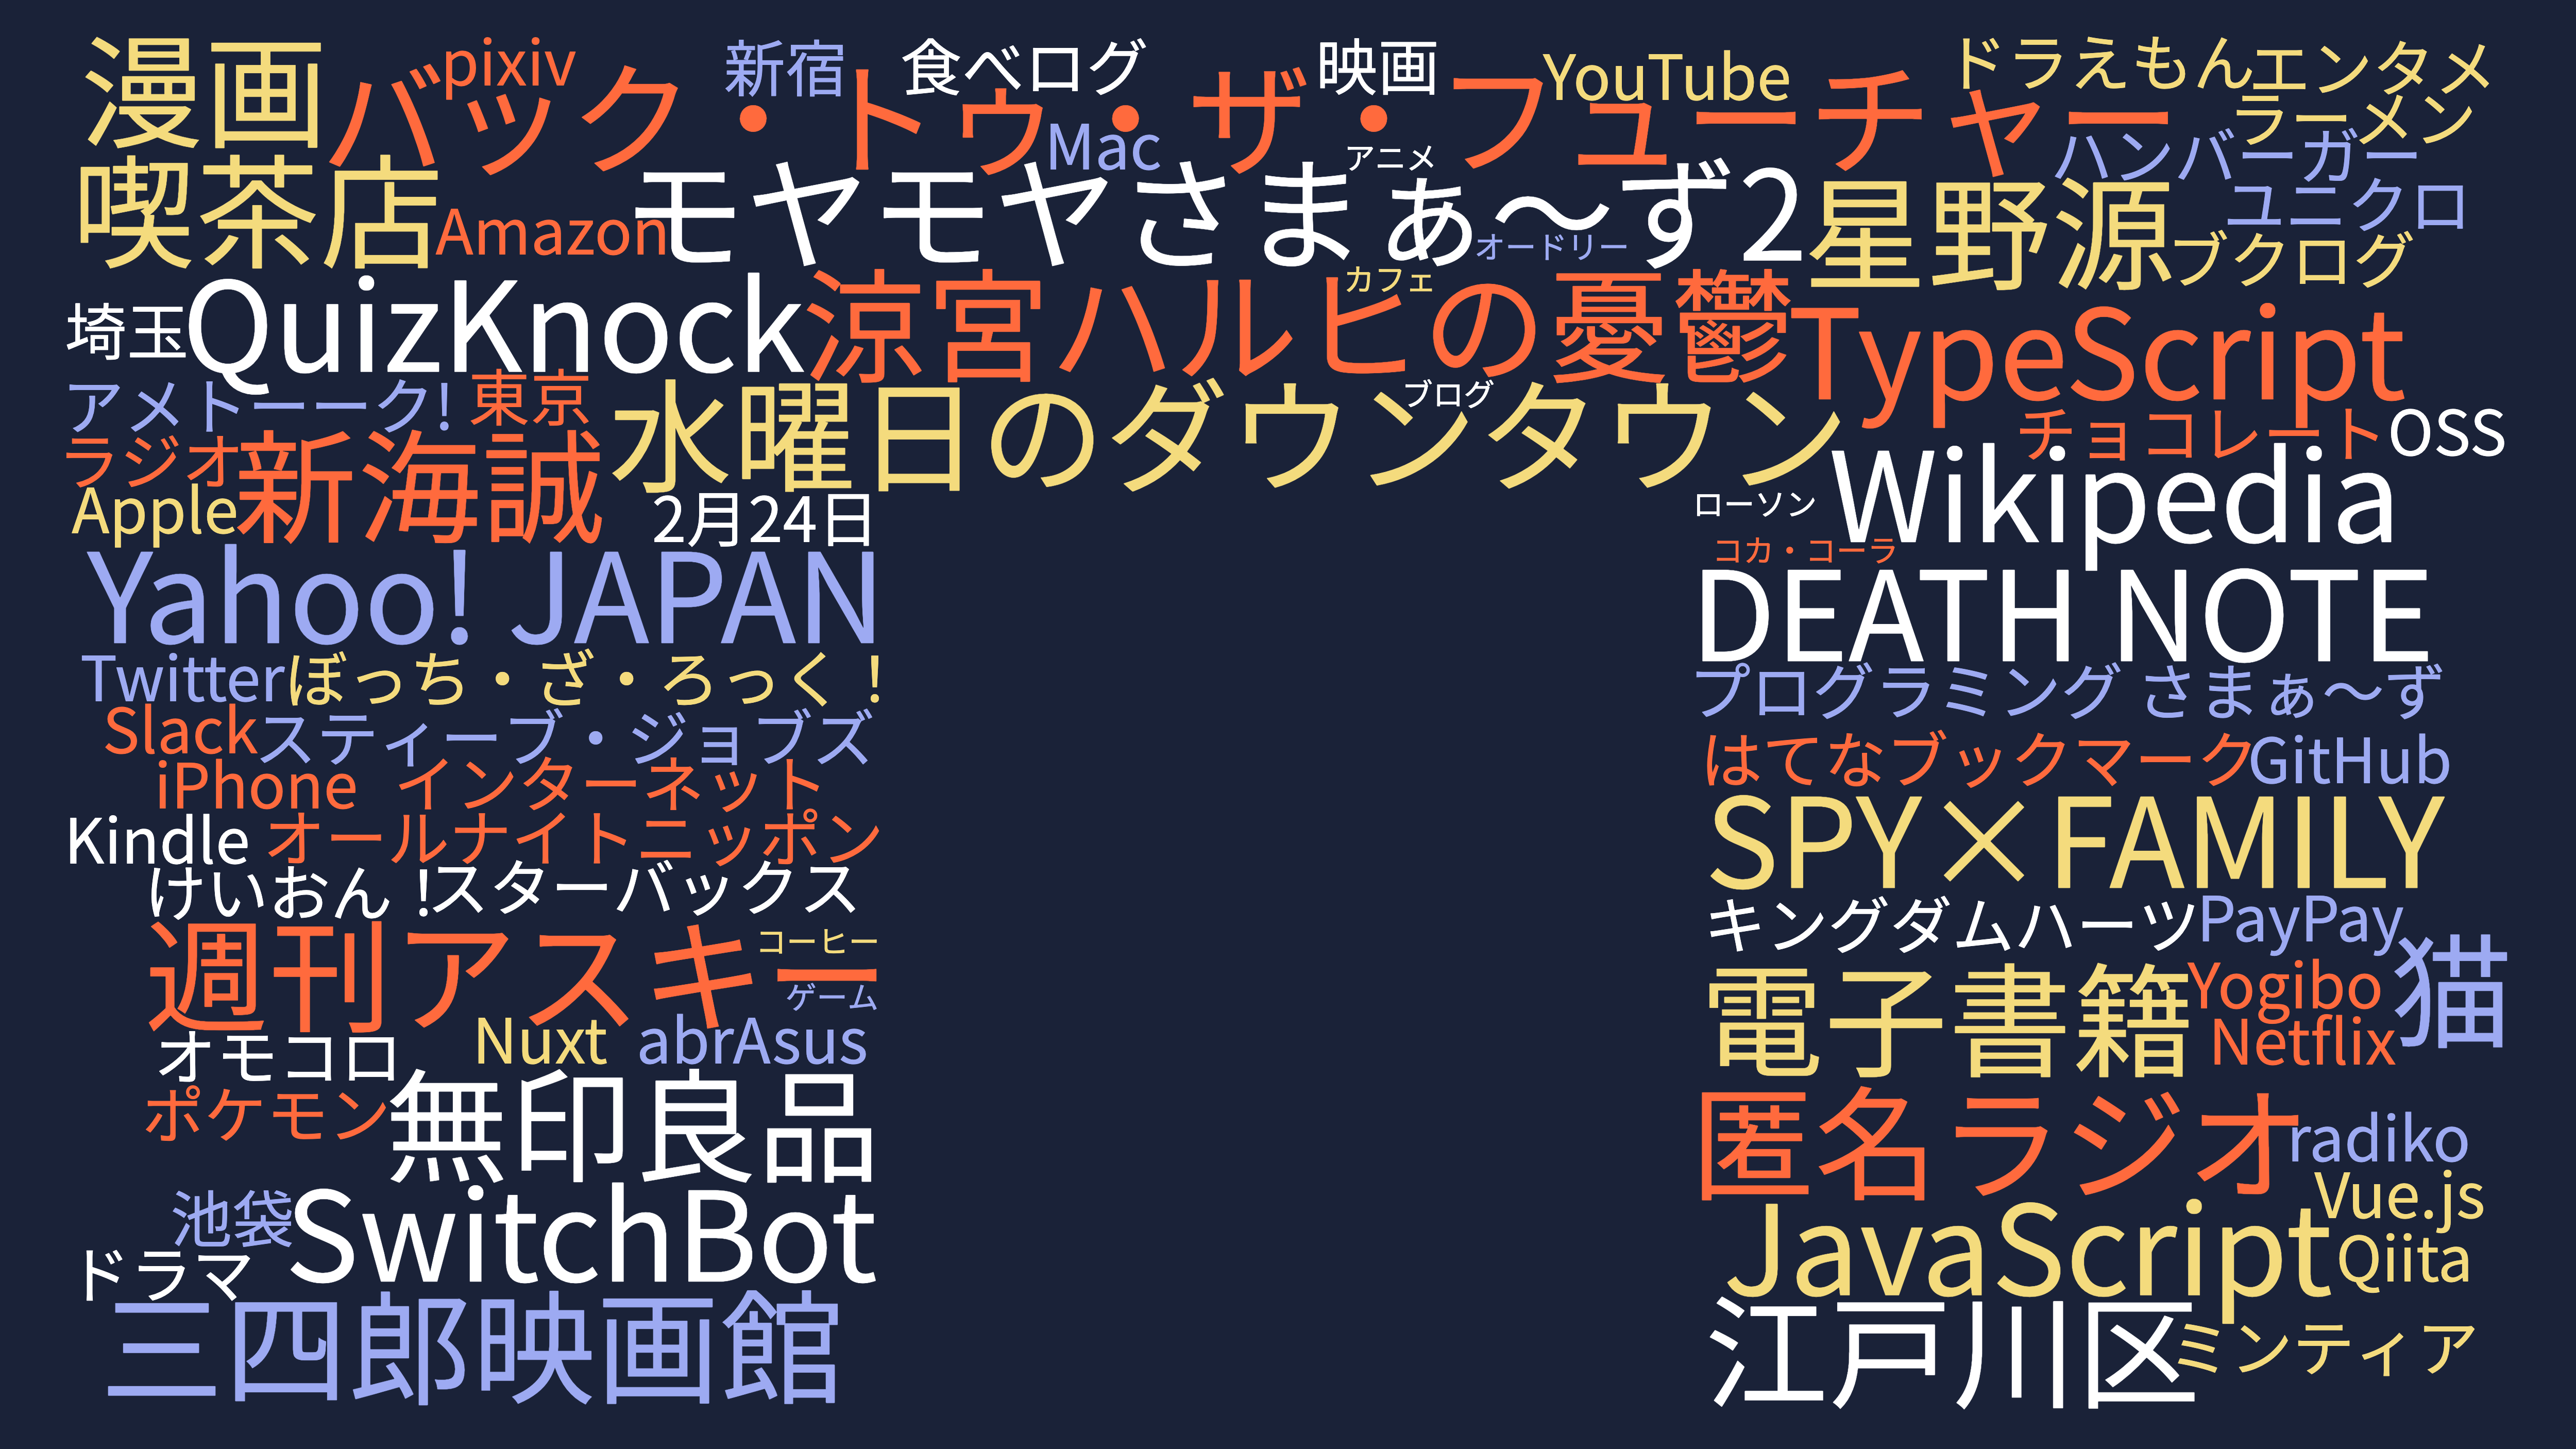 漫画
pixiv
新宿
食べログ
映画
YouTube
ドラえもん
エンタメ
バック・トゥ・ザ・フューチャー
ラーメン
Mac
アニメ
ハンバーガー
喫茶店
Amazon
モヤモヤさまぁ〜ず2
オードリー
星野源
ユニクロ
ブクログ
埼玉
QuizKnock
涼宮ハルヒの憂鬱
カフェ
TypeScript
アメトーーク!
東京
水曜日のダウンタウン
ブログ
チョコレート
OSS
ラジオ
新海誠
Apple
2月24日
ローソン
Wikipedia
コカ・コーラ
Yahoo! JAPAN
DEATH NOTE
Twitter
ぼっち・ざ・ろっく！
プログラミング
さまぁ〜ず
Slack
スティーブ・ジョブズ
はてなブックマーク
GitHub
iPhone
インターネット
Kindle
オールナイトニッポン
SPY×FAMILY
けいおん！
スターバックス
キングダムハーツ
PayPay
週刊アスキー
コーヒー
ゲーム
電子書籍
Yogibo
猫
Netflix
オモコロ
Nuxt
abrAsus
ポケモン
無印良品
匿名ラジオ
radiko
池袋
SwitchBot
JavaScript
Vue.js
Qiita
ドラマ
三四郎
映画館
江戸川区
ミンティア